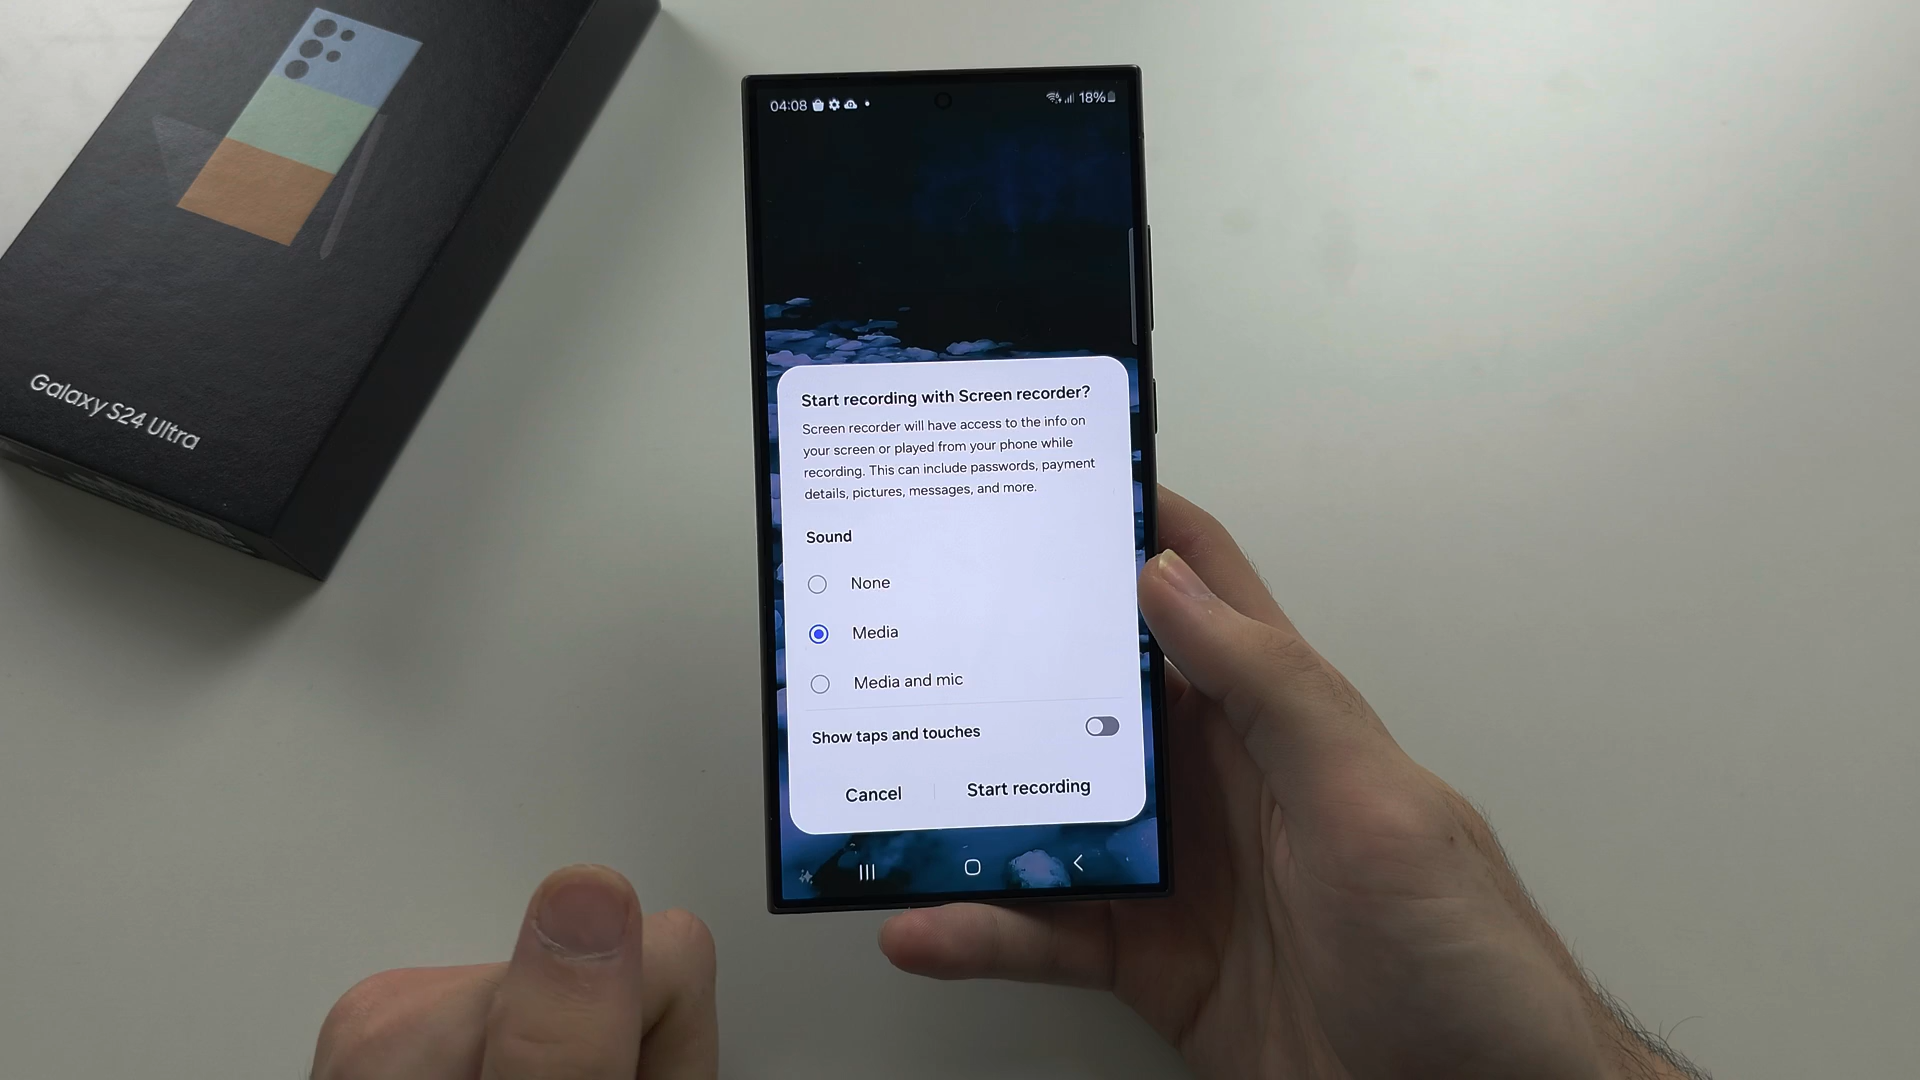 Galaxy S24 Ultra
04:08
18%
Start recording with Screen recorder?
Screen recorder will have access to the info on
your screen or played from your phone while
recording. This can include passwords, payment
details, pictures, messages, and more.
Sound
None
Media
Media and mic
Show taps and touches
Cancel
Start recording